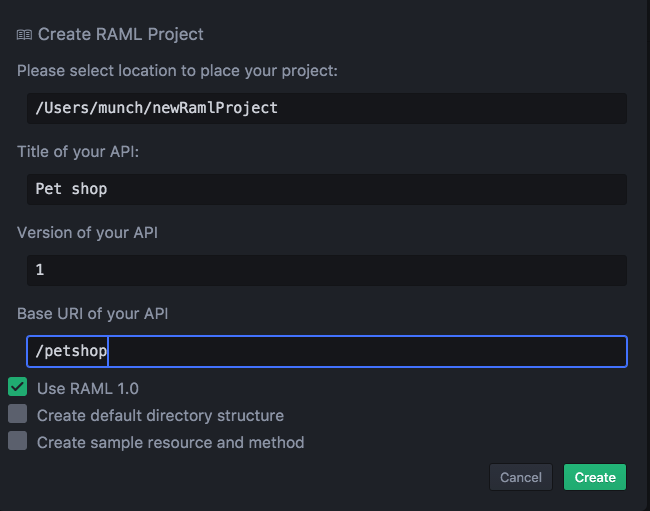 Create RAML Project
Please select location to place your project:
/Users/munch/newRamlProject
Title of your API:
Pet shop
Version of your API
1
Base URI of your API
/petshop
Use RAML 1.0
Create default directory structure
Create sample resource and method
Cancel Create